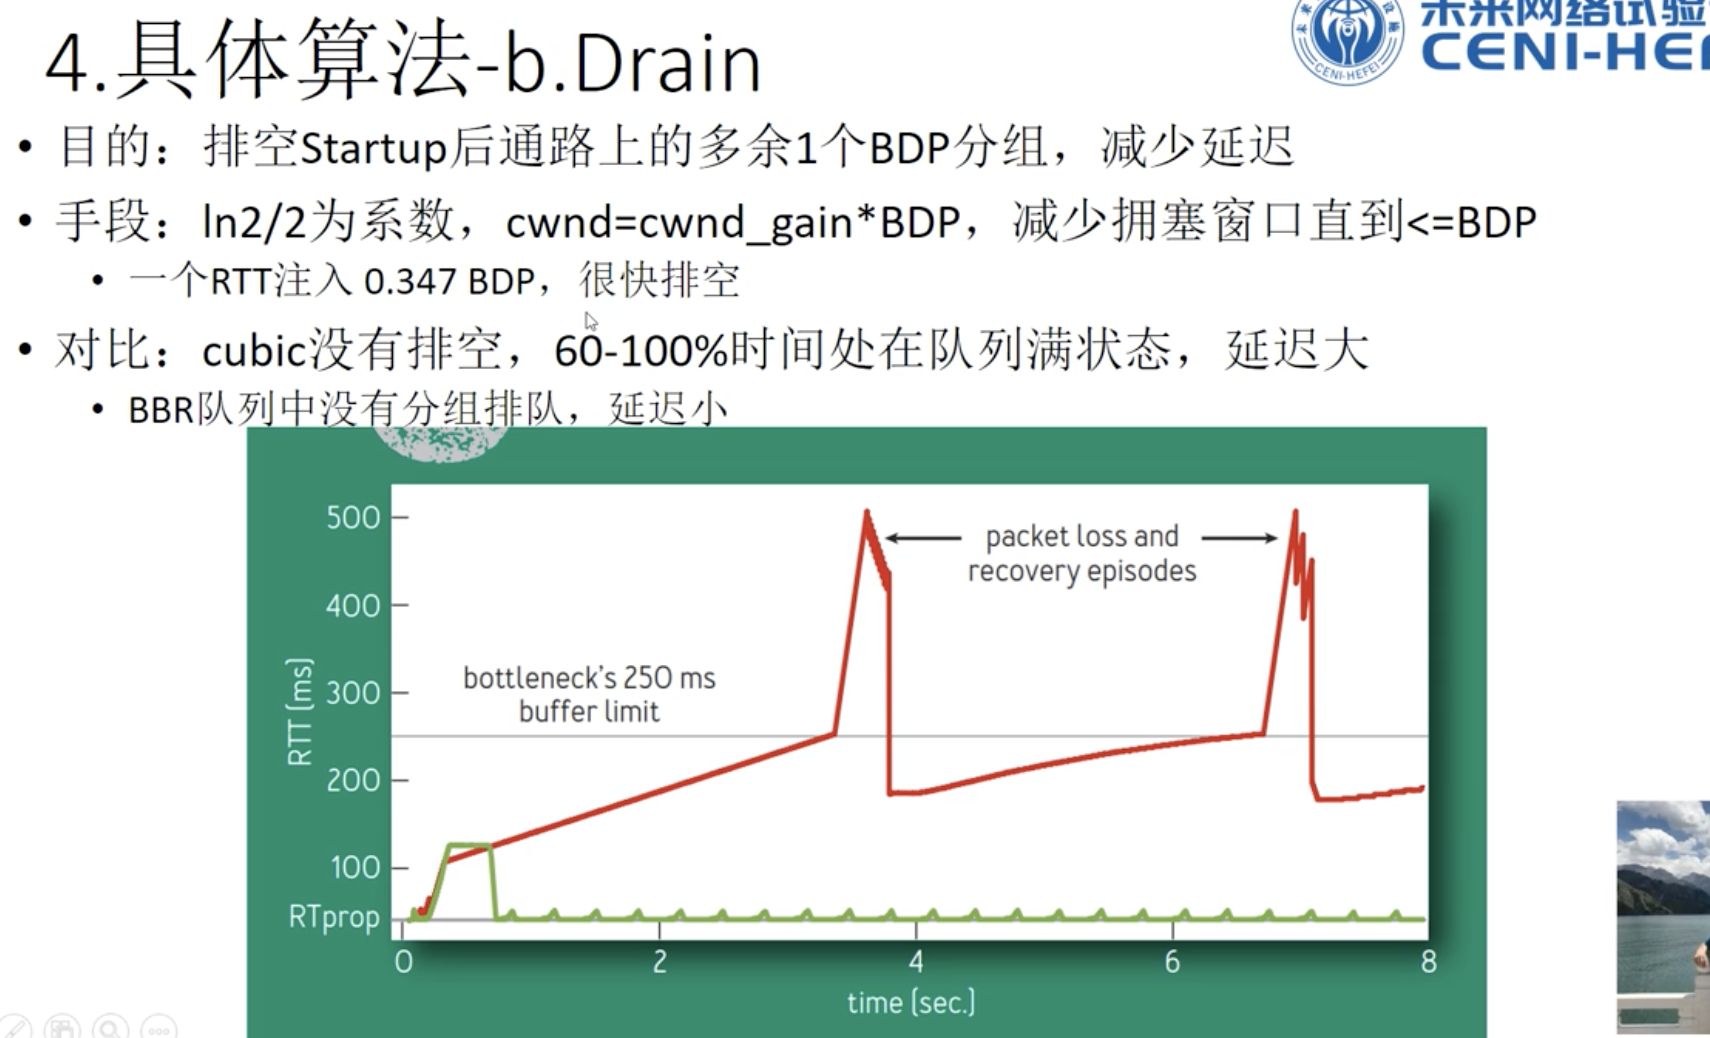 4.具体算法-b.Drain
未来网络试验
CENI-HE
CENI-HEFEI
• 目的：排空Startup后通路上的多余1个BDP分组，减少延迟
• 手段：ln2/2为系数，cwnd=cwnd_gain*BDP，减少拥塞窗口直到<=BDP
• 一个RTT注入 0.347 BDP，很快排空
• 对比：cubic没有排空，60-100%时间处在队列满状态，延迟大
• BBR队列中没有分组排队，延迟小
500
packet loss and
recovery episodes
400
bottleneck's 250 ms
buffer limit
300
RTT (ms)
200
100
RTprop
0 2 4 6 8
time (sec.)